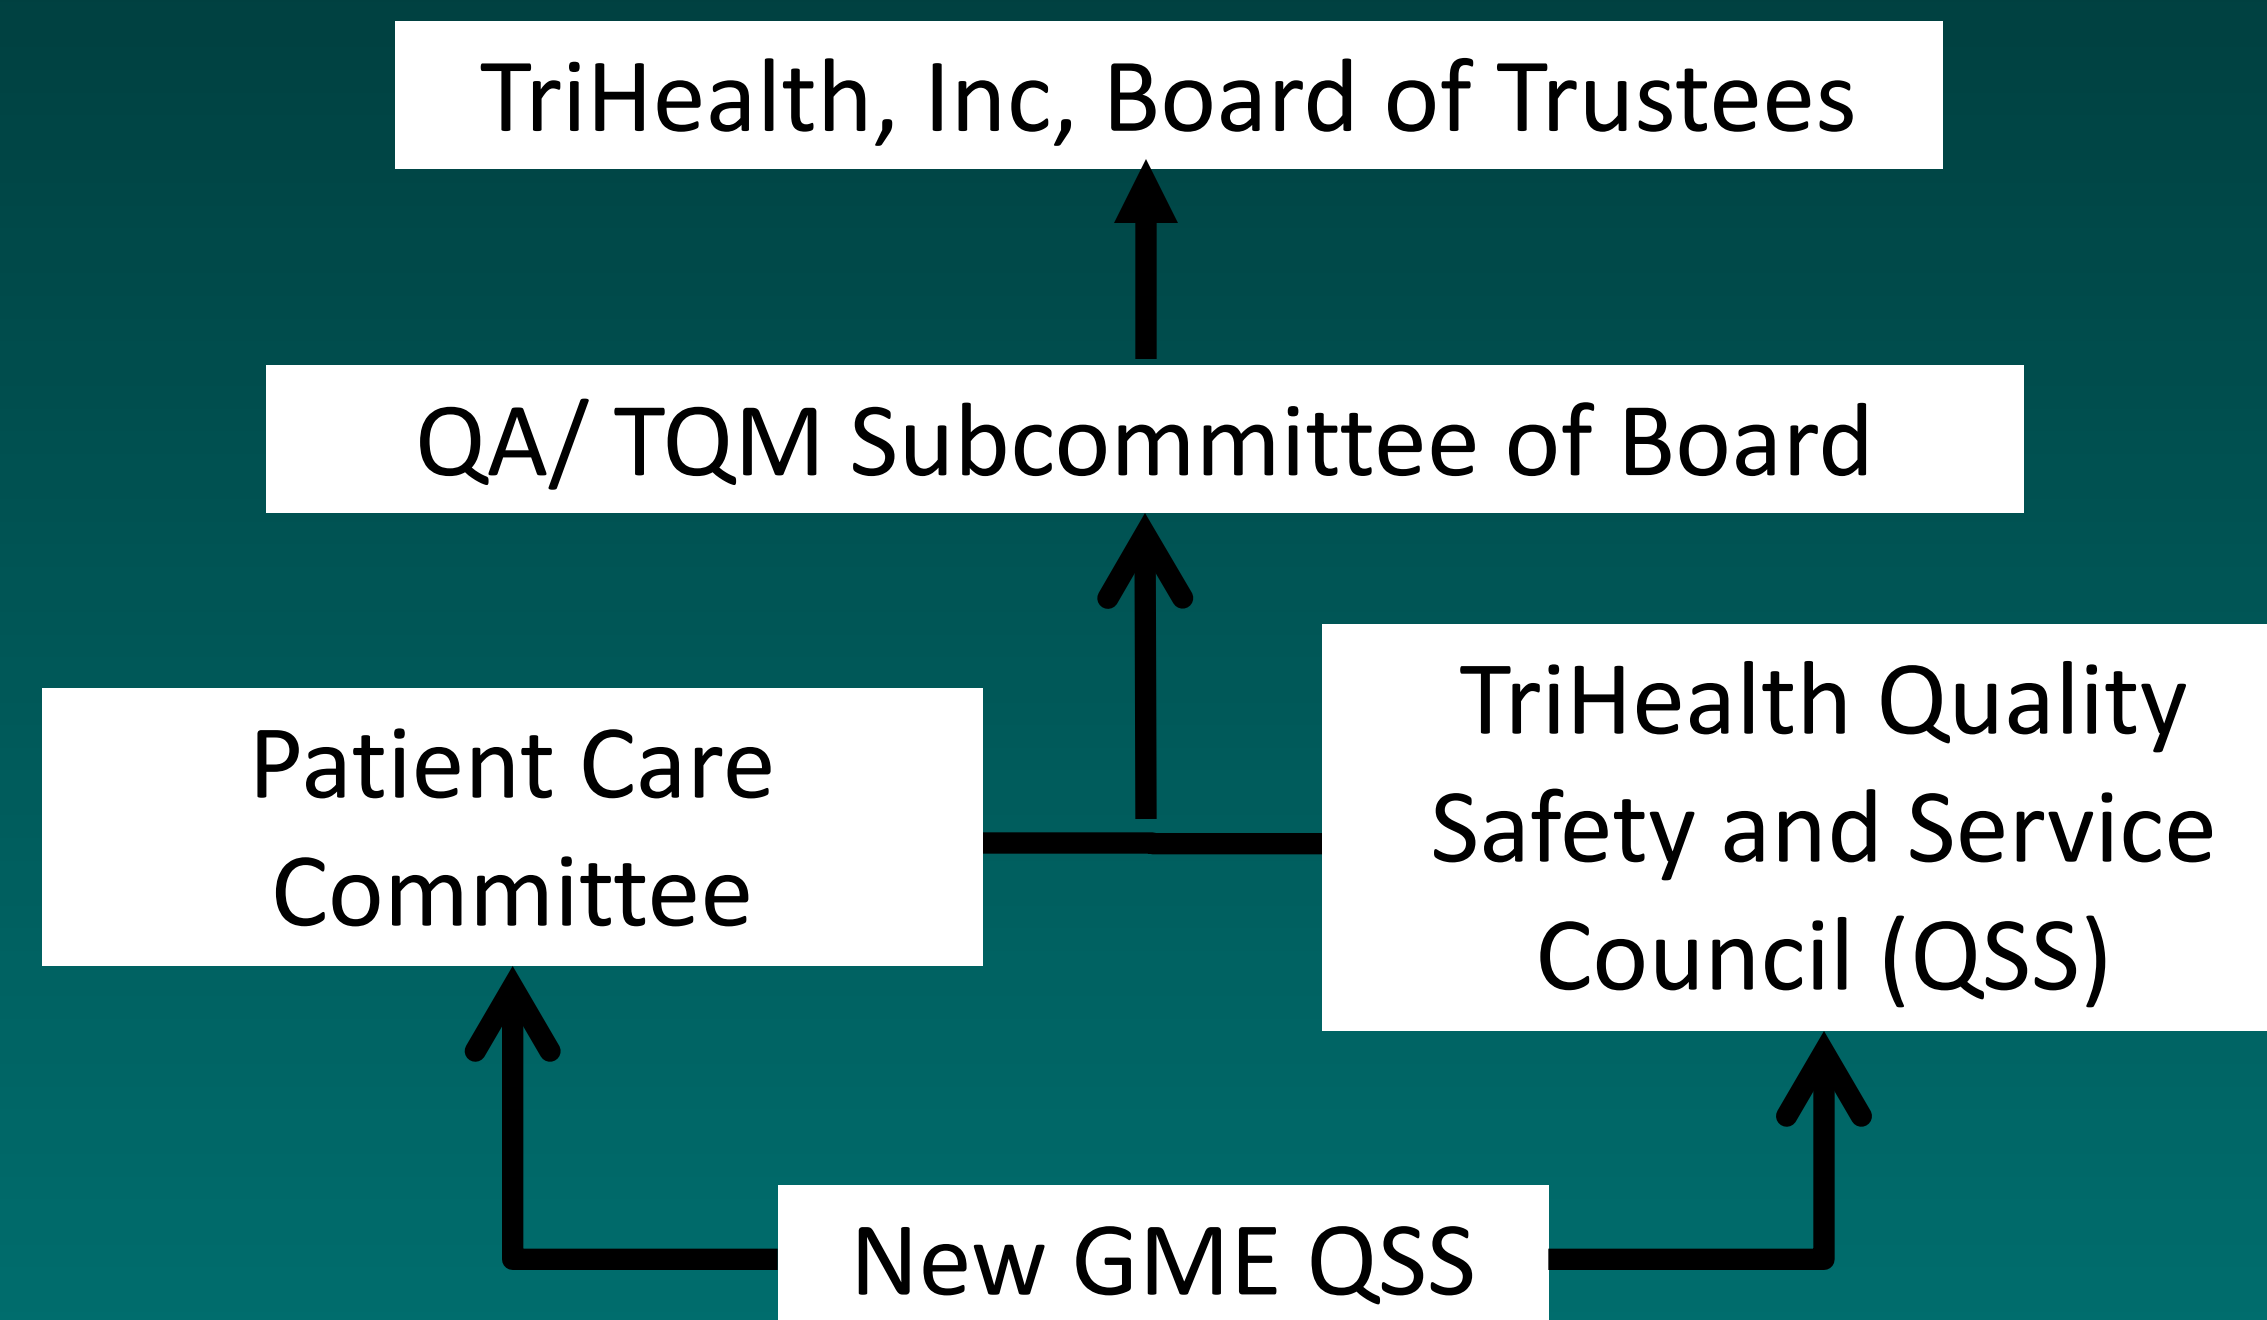 TriHealth, Inc, Board of Trustees
QA/ TQM Subcommittee of Board
Patient Care
Committee
TriHealth Quality
Safety and Service
Council (QSS)
New GME QSS